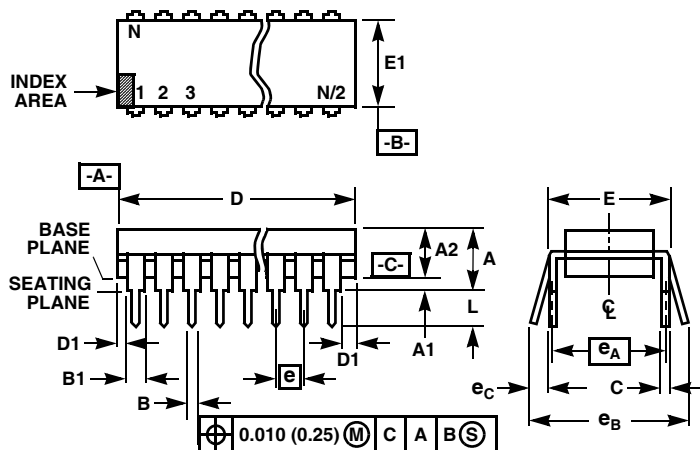 N
INDEX
AREA
1 2 3 N/2
E1
-B-
-A-
D
E
BASE
PLANE
A2
A
-C-
SEATING
PLANE
L
℄
D1
A1
D1
e
eA
B1
B
eC
C
eB
⌖ 0.010 (0.25) Ⓜ C A B Ⓢ